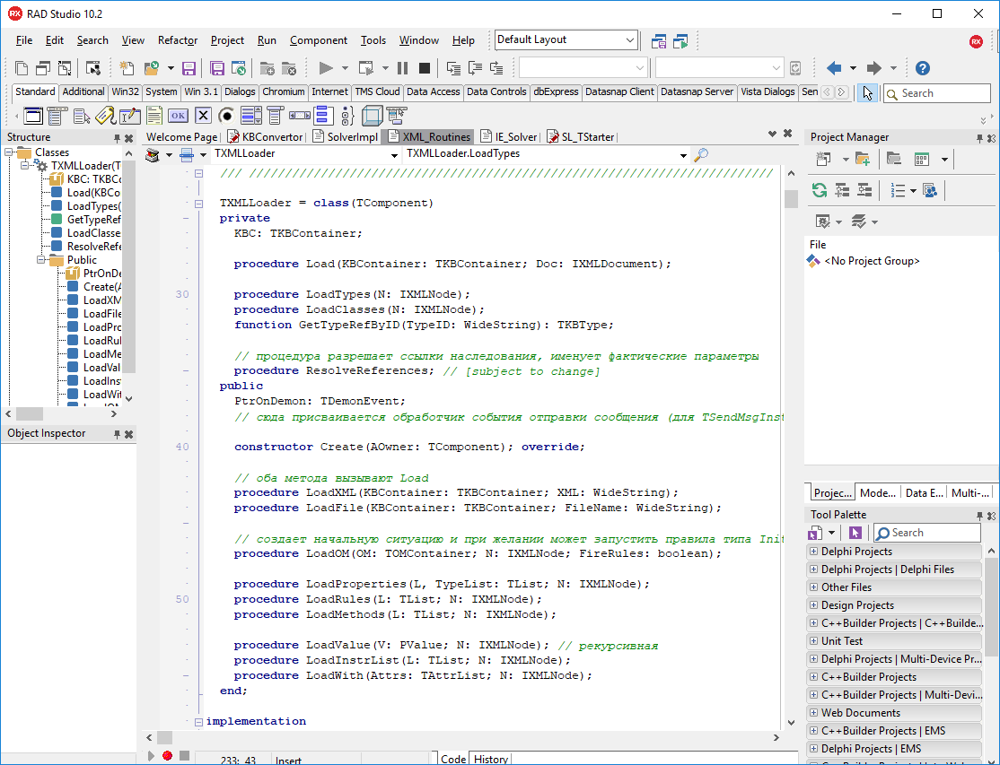 RAD Studio 10.2
File Edit Search View Refactor Project Run Component Tools Window Help
Default Layout
Standard Additional Win32 System Win 3.1 Dialogs Chromium Internet TMS Cloud Data Access Data Controls dbExpress Datasnap Client Datasnap Server Vista Dialogs Sen
Search
OK
Structure
Classes
TXMLLoader(T
KBC: TKBCo
Load(KBCo
LoadTypes(
GetTypeRef
LoadClasse
ResolveRefe
Public
PtrOnDe
Create(A
LoadXM
LoadFile
LoadPro
LoadRul
LoadMe
LoadVal
LoadIns
LoadWit
Object Inspector
Welcome Page KBConvertor SolverImpl XML_Routines IE_Solver SL_TStarter
TXMLLoader TXMLLoader.LoadTypes
/// /////////////////////////////////////////////////////////////////////////
TXMLLoader = class(TComponent)
private
KBC: TKBContainer;
procedure Load(KBContainer: TKBContainer; Doc: IXMLDocument);
30 procedure LoadTypes(N: IXMLNode);
procedure LoadClasses(N: IXMLNode);
function GetTypeRefByID(TypeID: WideString): TKBType;
// процедура разрешает ссылки наследования, именует фактические параметры
procedure ResolveReferences; // [subject to change]
public
PtrOnDemon: TDemonEvent;
// сюда присваивается обработчик события отправки сообщения (для TSendMsgInst
40 constructor Create(AOwner: TComponent); override;
// оба метода вызывают Load
procedure LoadXML(KBContainer: TKBContainer; XML: WideString);
procedure LoadFile(KBContainer: TKBContainer; FileName: WideString);
// создает начальную ситуацию и при желании может запустить правила типа Init
procedure LoadOM(OM: TOMContainer; N: IXMLNode; FireRules: boolean);
procedure LoadProperties(L, TypeList: TList; N: IXMLNode);
50 procedure LoadRules(L: TList; N: IXMLNode);
procedure LoadMethods(L: TList; N: IXMLNode);
procedure LoadValue(V: PValue; N: IXMLNode); // рекурсивная
procedure LoadInstrList(L: TList; N: IXMLNode);
procedure LoadWith(Attrs: TAttrList; N: IXMLNode);
end;
implementation
233: 43 Insert Code History
Project Manager
File
<No Project Group>
Projec... Mode... Data E... Multi-...
Tool Palette
Search
Delphi Projects
Delphi Projects | Delphi Files
Other Files
Design Projects
C++Builder Projects | C++Builde...
Unit Test
Delphi Projects | Multi-Device Pr...
C++Builder Projects
C++Builder Projects | Multi-Devi...
Web Documents
C++Builder Projects | EMS
Delphi Projects | EMS